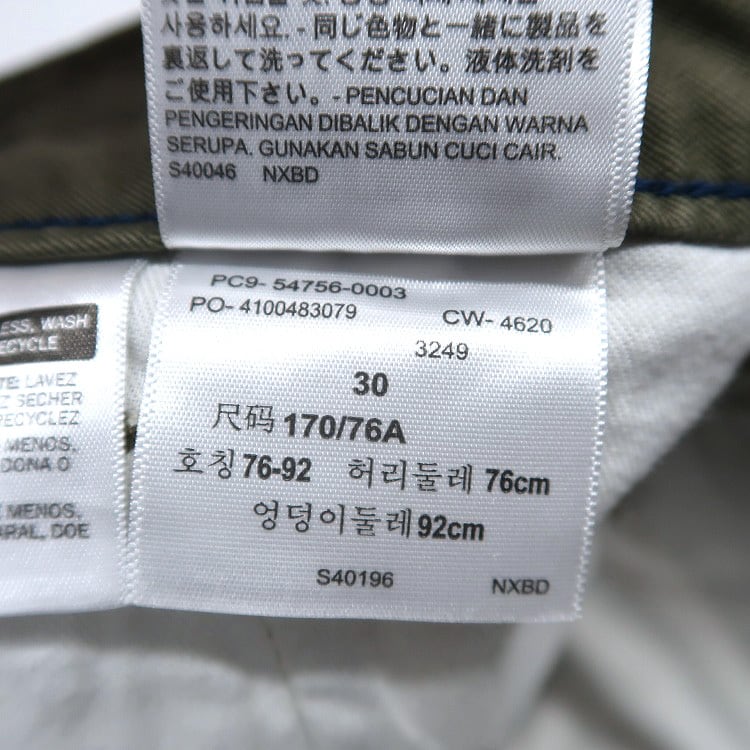 사용하세요. - 同じ色物と一緒に製品を
裏返して洗ってください。液体洗剤を
ご使用下さい。- PENCUCIAN DAN
PENGERINGAN DIBALIK DENGAN WARNA
SERUPA. GUNAKAN SABUN CUCI CAIR.
S40046 NXBD
WASH
TE: LAVEZ
Z SECHER
MENOS,
DONA O
MENOS.
DOE
PC9- 54756-0003
PO- 4100483079 CW- 4620
3249
30
尺码 170/76A
호칭 76-92 허리둘레 76cm
엉덩이둘레 92cm
S40196 NXBD